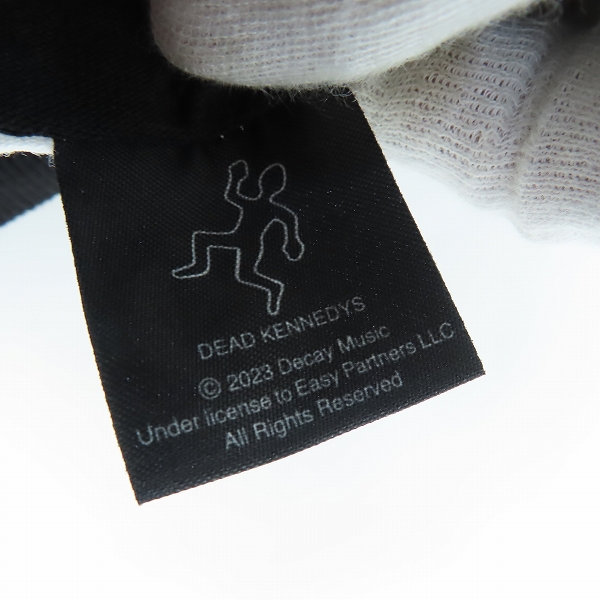 DEAD KENNEDYS
© 2023 Decay Music
Under license to Easy Partners LLC
All Rights Reserved